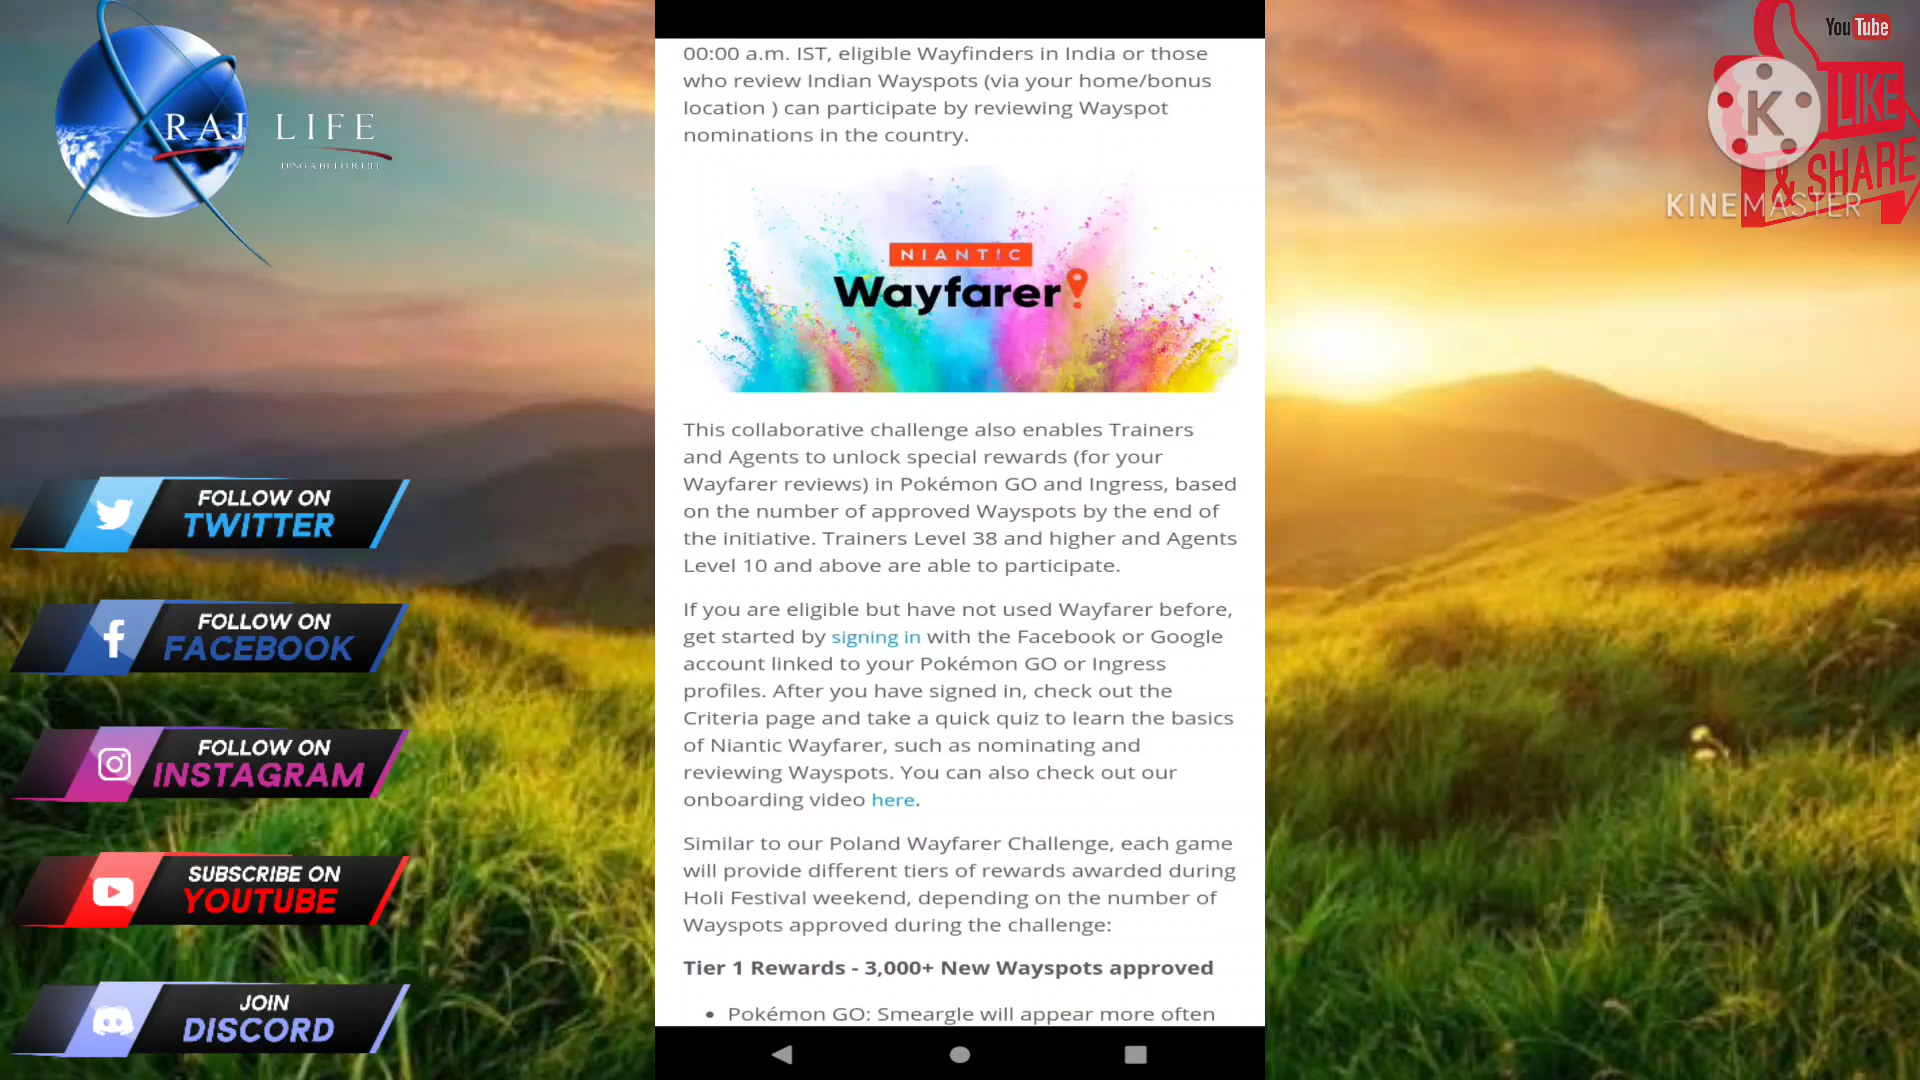 RAJ LIFE
YouTube
LIKE
& SHARE
K
KINEMASTER
00:00 a.m. IST, eligible Wayfinders in India or those
who review Indian Wayspots (via your home/bonus
location ) can participate by reviewing Wayspot
nominations in the country.
NIANTIC
Wayfarer
This collaborative challenge also enables Trainers
and Agents to unlock special rewards (for your
Wayfarer reviews) in Pokémon GO and Ingress, based
on the number of approved Wayspots by the end of
the initiative. Trainers Level 38 and higher and Agents
Level 10 and above are able to participate.
If you are eligible but have not used Wayfarer before,
get started by signing in with the Facebook or Google
account linked to your Pokémon GO or Ingress
profiles. After you have signed in, check out the
Criteria page and take a quick quiz to learn the basics
of Niantic Wayfarer, such as nominating and
reviewing Wayspots. You can also check out our
onboarding video here.
Similar to our Poland Wayfarer Challenge, each game
will provide different tiers of rewards awarded during
Holi Festival weekend, depending on the number of
Wayspots approved during the challenge:
Tier 1 Rewards - 3,000+ New Wayspots approved
• Pokémon GO: Smeargle will appear more often
FOLLOW ON
TWITTER
FOLLOW ON
FACEBOOK
FOLLOW ON
INSTAGRAM
SUBSCRIBE ON
YOUTUBE
JOIN
DISCORD